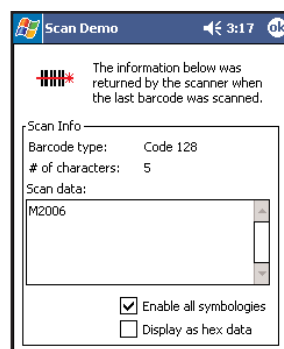 Scan Demo 3:17 ok
The information below was
returned by the scanner when
the last barcode was scanned.
Scan Info
Barcode type: Code 128
# of characters: 5
Scan data:
M2006
Enable all symbologies
Display as hex data